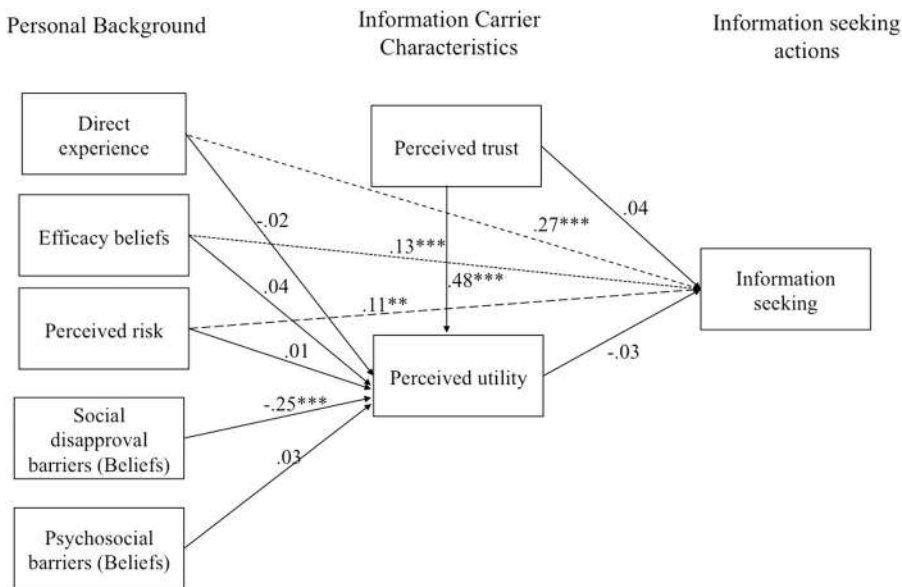 Personal Background
Information Carrier
Characteristics
Information seeking
actions
Direct
experience
Perceived trust
-.02
.27***
.04
Efficacy beliefs
.13***
.48***
Information
seeking
.04
Perceived risk
.11**
.01
Perceived utility
-.03
Social
disapproval
barriers (Beliefs)
-.25***
.03
Psychosocial
barriers (Beliefs)